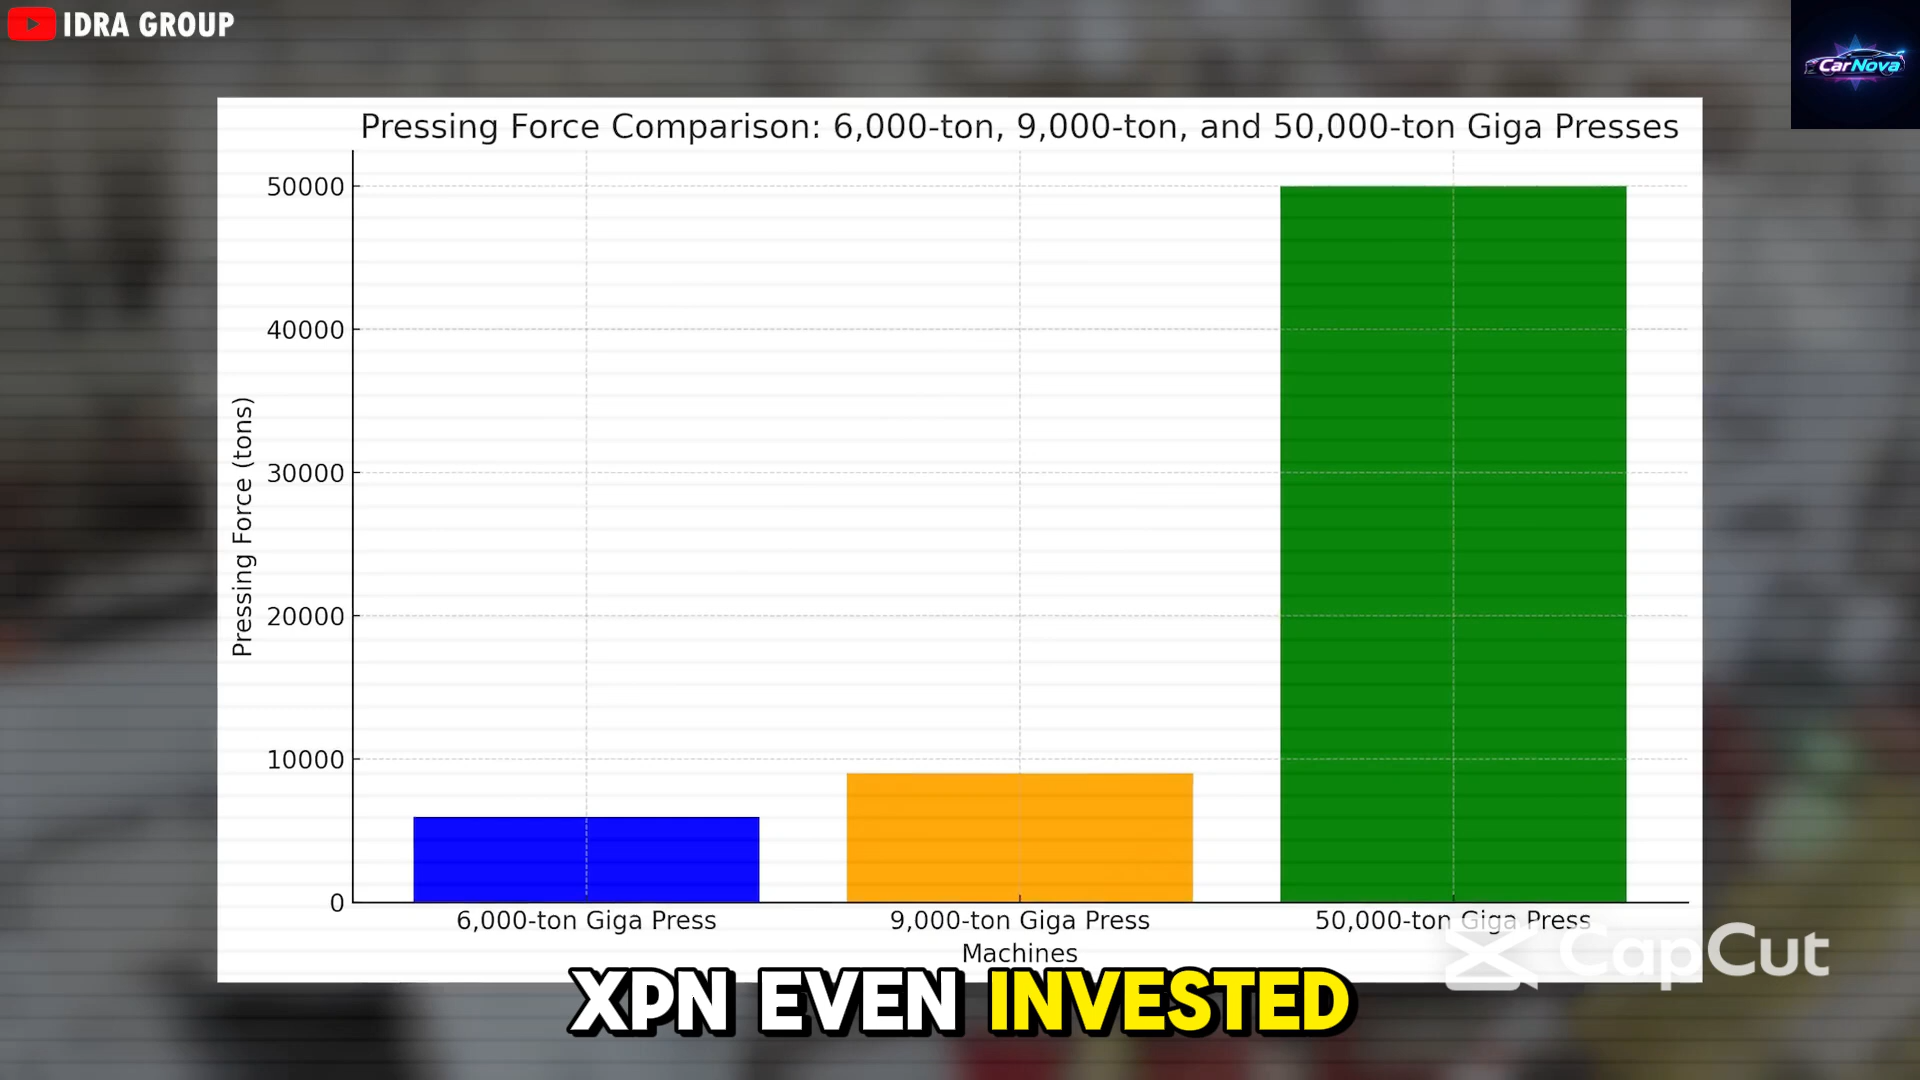 IDRA GROUP
CarNova
Pressing Force Comparison: 6,000-ton, 9,000-ton, and 50,000-ton Giga Presses
50000
40000
30000
20000
10000
0
Pressing Force (tons)
6,000-ton Giga Press
9,000-ton Giga Press
50,000-ton Giga Press
Machines
CapCut
XPN EVEN INVESTED